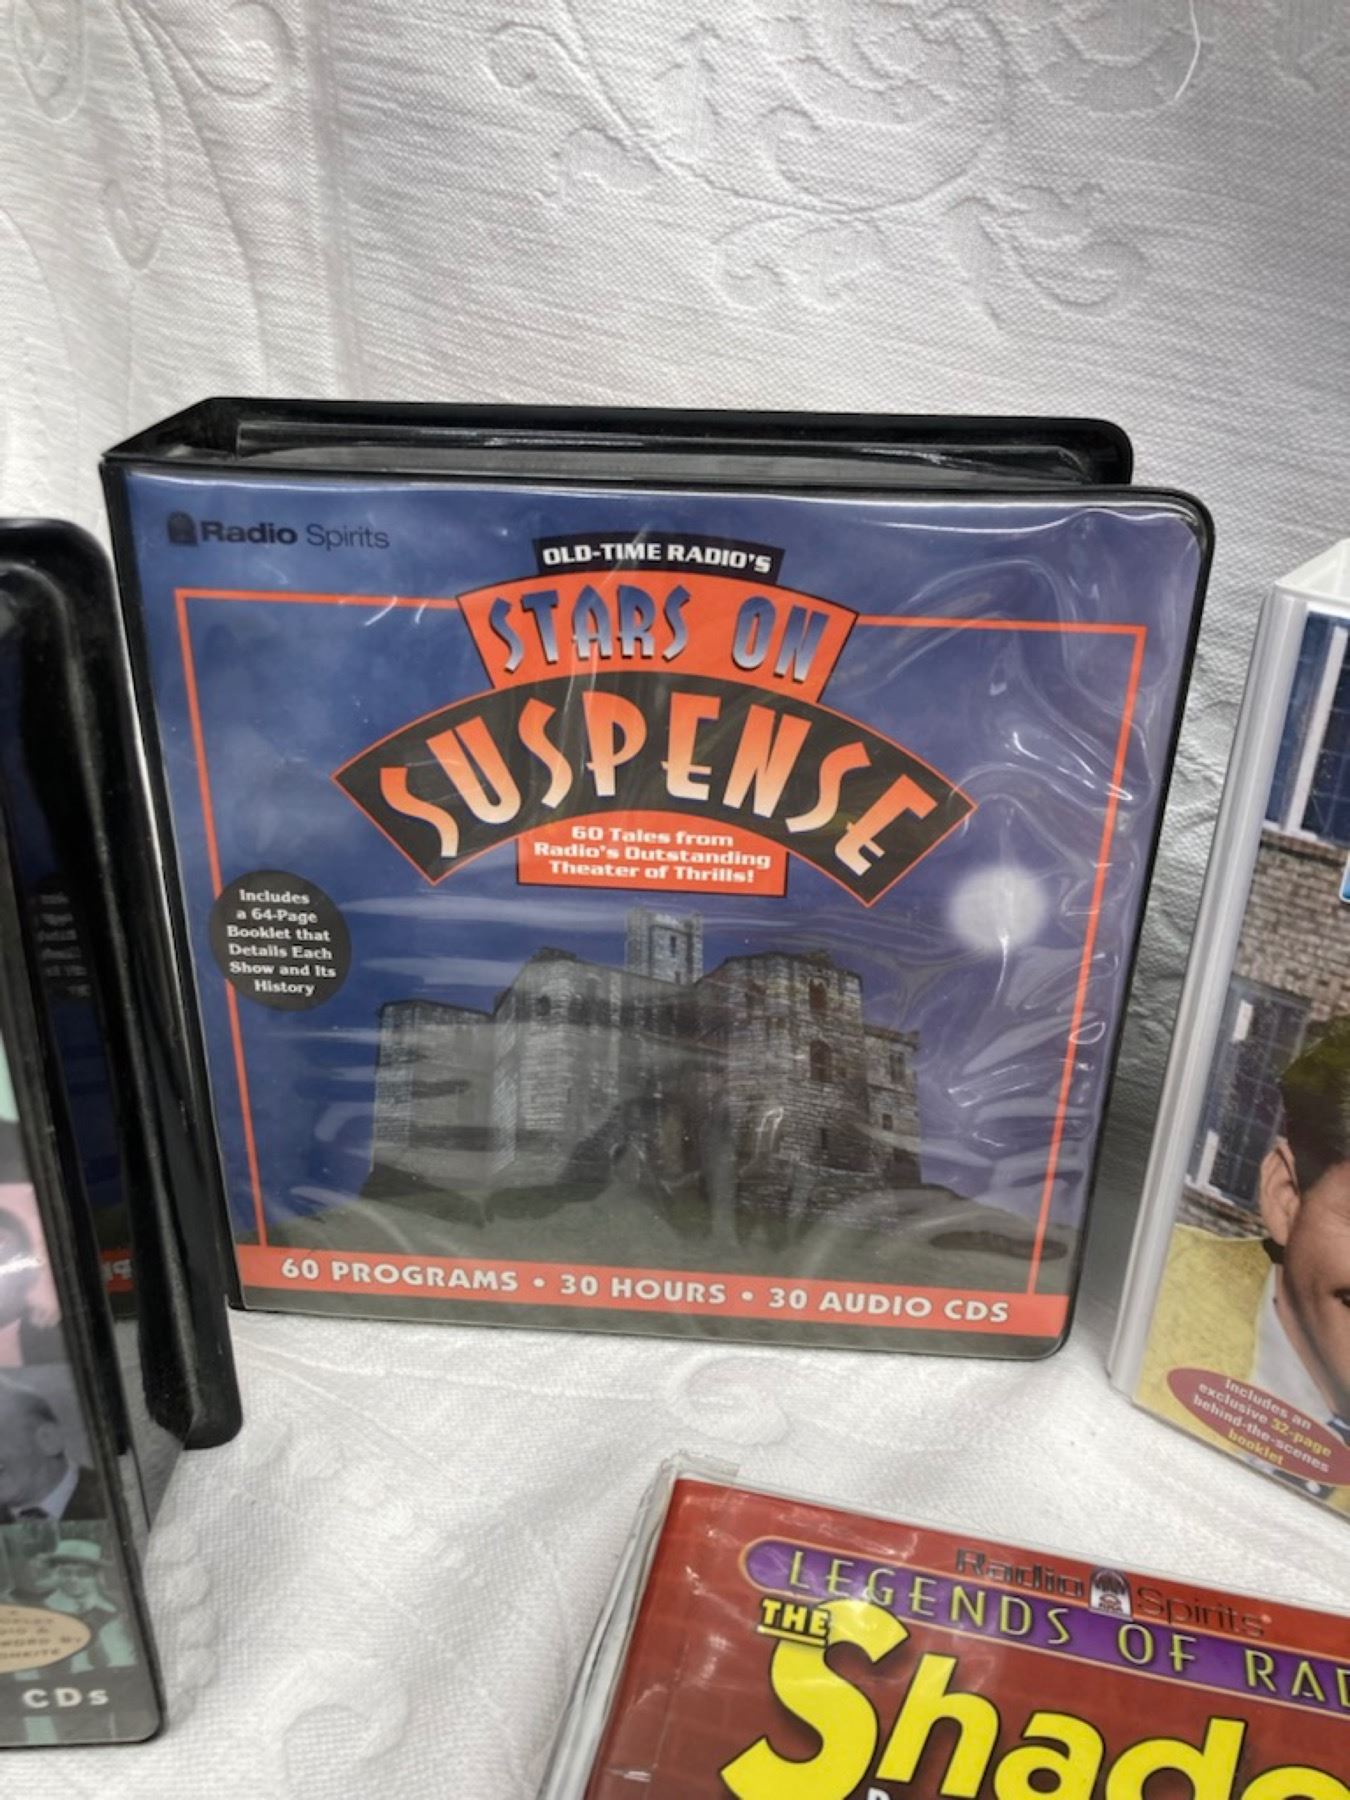 Radio Spirits
OLD-TIME RADIO'S
STARS ON
SUSPENSE
60 Tales from
Radio's Outstanding
Theater of Thrills!
Includes
a 64-Page
Booklet that
Details Each
Show and Its
History
60 PROGRAMS • 30 HOURS • 30 AUDIO CDS
CDs
Includes an
exclusive 32-page
behind-the-scenes
booklet
Radio Spirits
LEGENDS OF RAD
THE
Shado